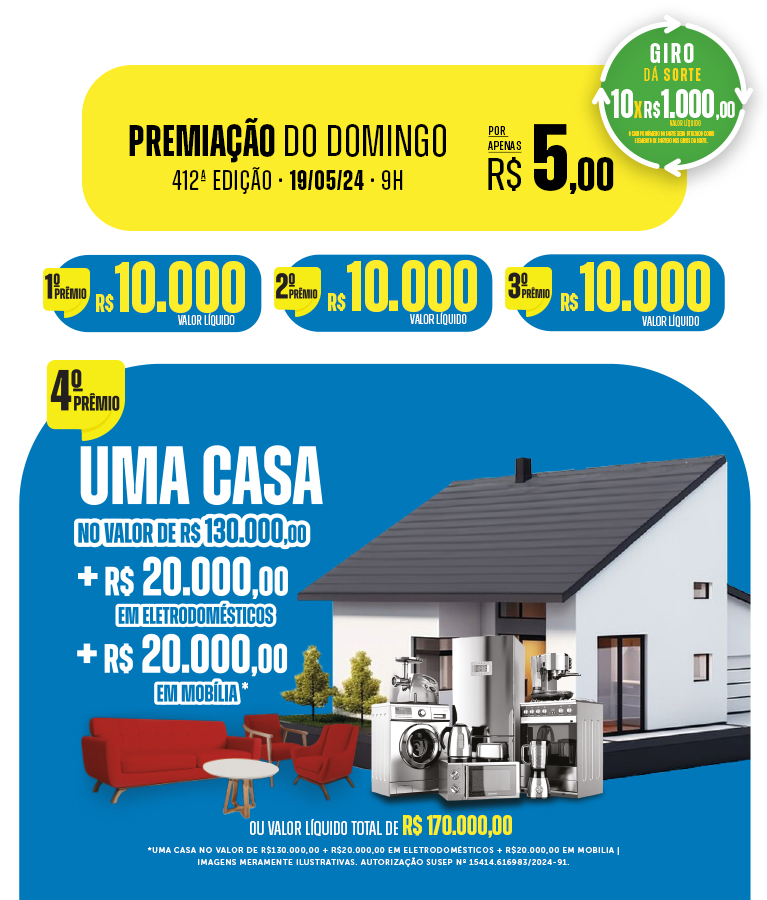 GIRO
DÁ SORTE
10XR$1.000,00
VALOR LÍQUIDO
PREMIAÇÃO DO DOMINGO
412ª EDIÇÃO · 19/05/24 · 9H
POR
APENAS
R$ 5,00
1º PRÊMIO
R$ 10.000
VALOR LÍQUIDO
2º PRÊMIO
R$ 10.000
VALOR LÍQUIDO
3º PRÊMIO
R$ 10.000
VALOR LÍQUIDO
4º PRÊMIO
UMA CASA
NO VALOR DE R$ 130.000,00
+ R$ 20.000,00
EM ELETRODOMÉSTICOS
+ R$ 20.000,00
EM MOBÍLIA *
OU VALOR LÍQUIDO TOTAL DE R$ 170.000,00
*UMA CASA NO VALOR DE R$130.000,00 + R$20.000,00 EM ELETRODOMÉSTICOS + R$20.000,00 EM MOBILIA |
IMAGENS MERAMENTE ILUSTRATIVAS. AUTORIZAÇÃO SUSEP Nº 15414.616983/2024-91.